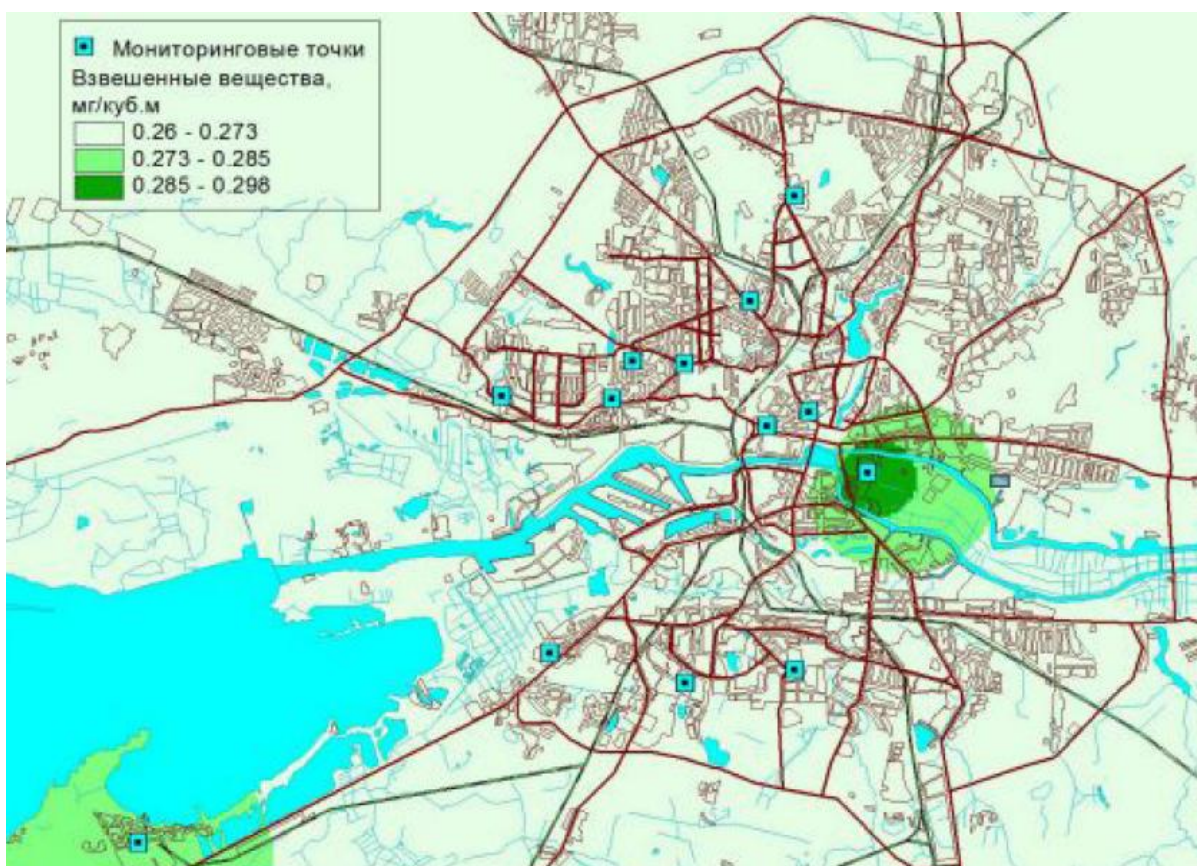 Мониторинговые точки
Взвешенные вещества,
мг/куб.м
0.26 - 0.273
0.273 - 0.285
0.285 - 0.298